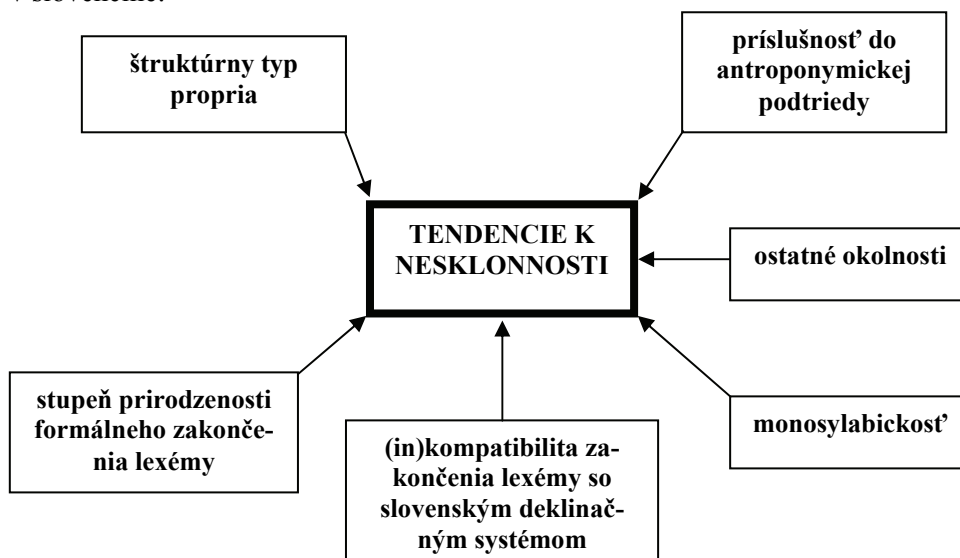 štruktúrny typ
propria
príslušnosť do
antroponymickej
podtriedy
TENDENCIE K
NESKLONNOSTI
ostatné okolnosti
stupeň prirodzenosti
formálneho zakonče-
nia lexémy
(in)kompatibilita za-
končenia lexémy so
slovenským deklinač-
ným systémom
monosylabickosť